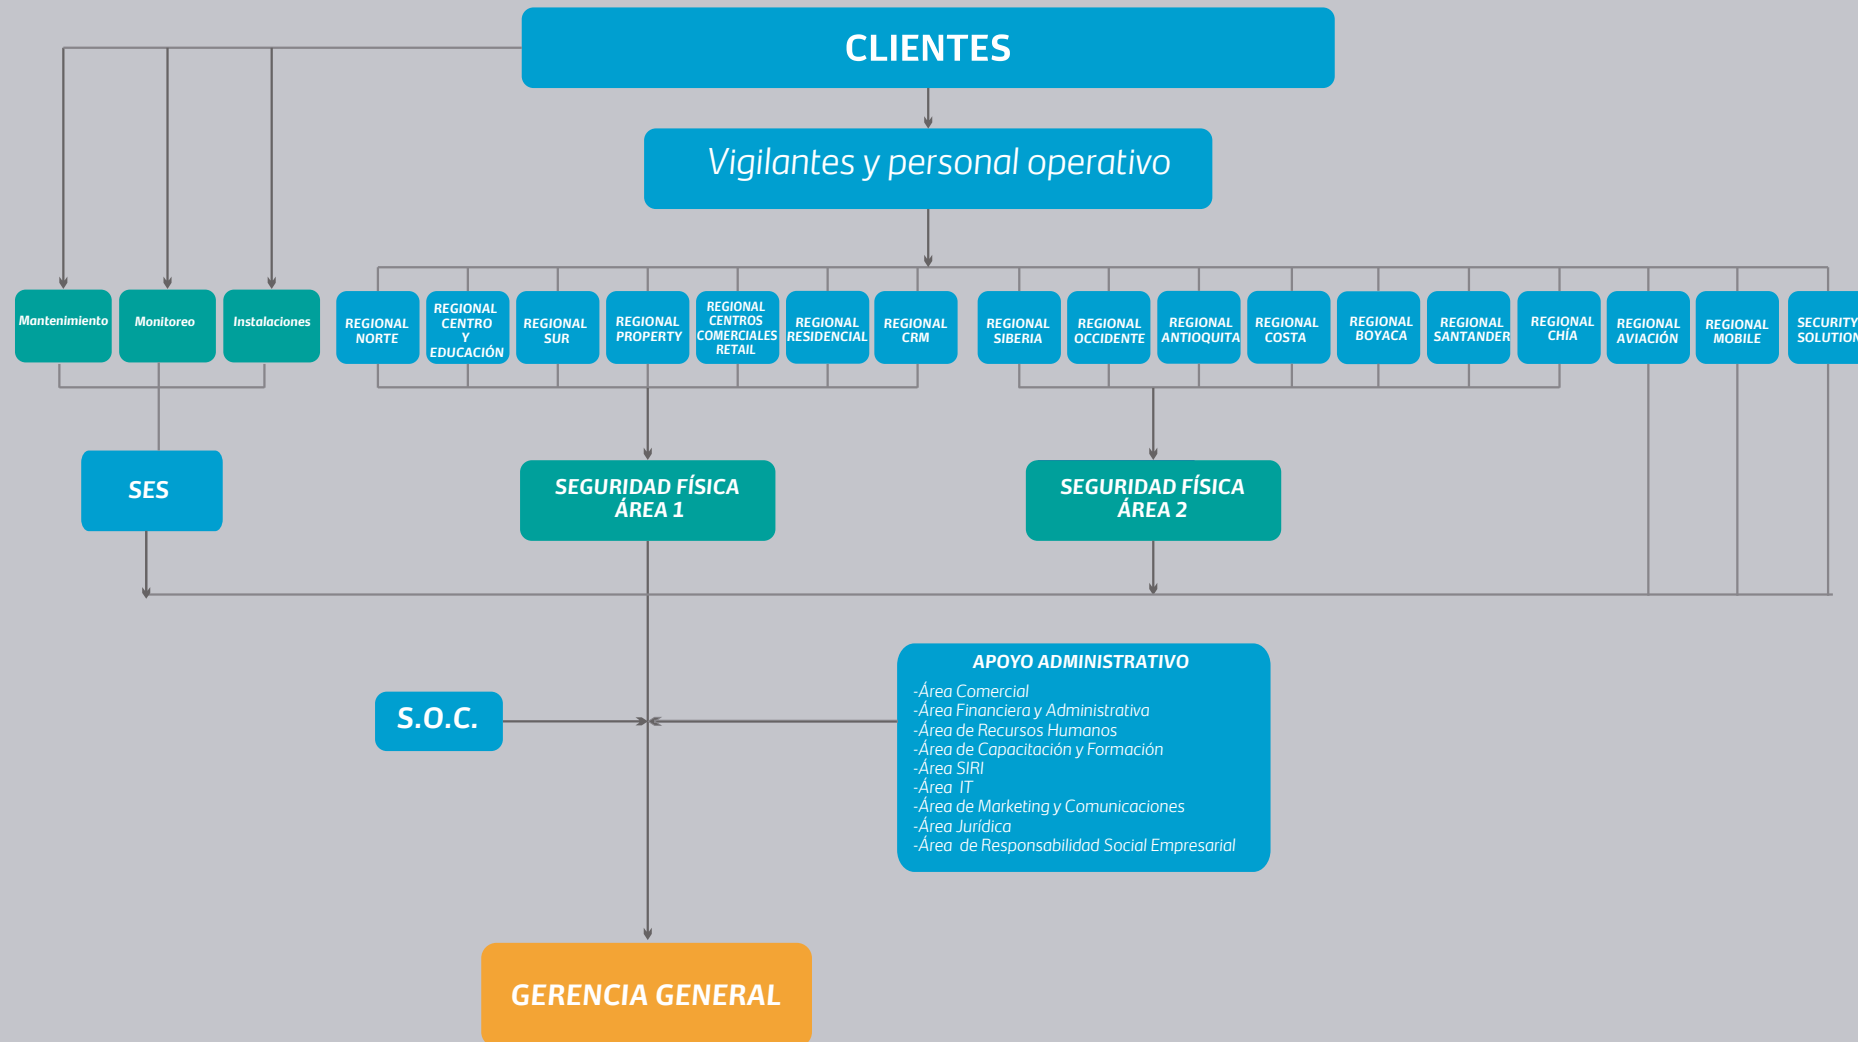 CLIENTES
Vigilantes y personal operativo
Mantenimiento
Monitoreo
Instalaciones
REGIONAL
NORTE
REGIONAL
CENTRO
Y
EDUCACIÓN
REGIONAL
SUR
REGIONAL
PROPERTY
REGIONAL
CENTROS
COMERCIALES
RETAIL
REGIONAL
RESIDENCIAL
REGIONAL
CRM
REGIONAL
SIBERIA
REGIONAL
OCCIDENTE
REGIONAL
ANTIOQUITA
REGIONAL
COSTA
REGIONAL
BOYACA
REGIONAL
SANTANDER
REGIONAL
CHÍA
REGIONAL
AVIACIÓN
REGIONAL
MOBILE
SECURITY
SOLUTION
SES
SEGURIDAD FÍSICA
ÁREA 1
SEGURIDAD FÍSICA
ÁREA 2
S.O.C.
APOYO ADMINISTRATIVO
-Área Comercial
-Área Financiera y Administrativa
-Área de Recursos Humanos
-Área de Capacitación y Formación
-Área SIRI
-Área  IT
-Área de Marketing y Comunicaciones
-Área Jurídica
-Área  de Responsabilidad Social Empresarial
GERENCIA GENERAL